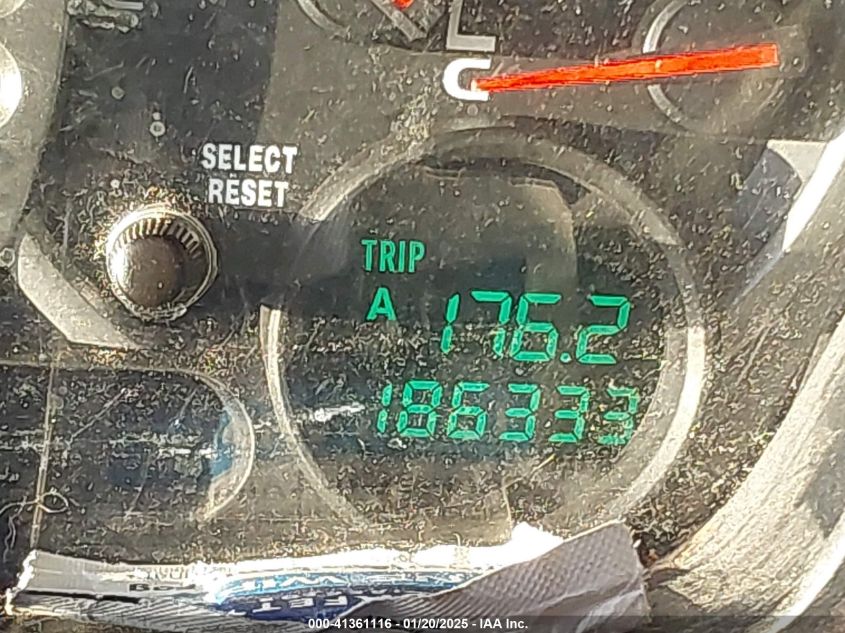 C
SELECT
RESET
TRIP
A 176.2
186333
000-41361116 | 01/20/2025 - IAA Inc.